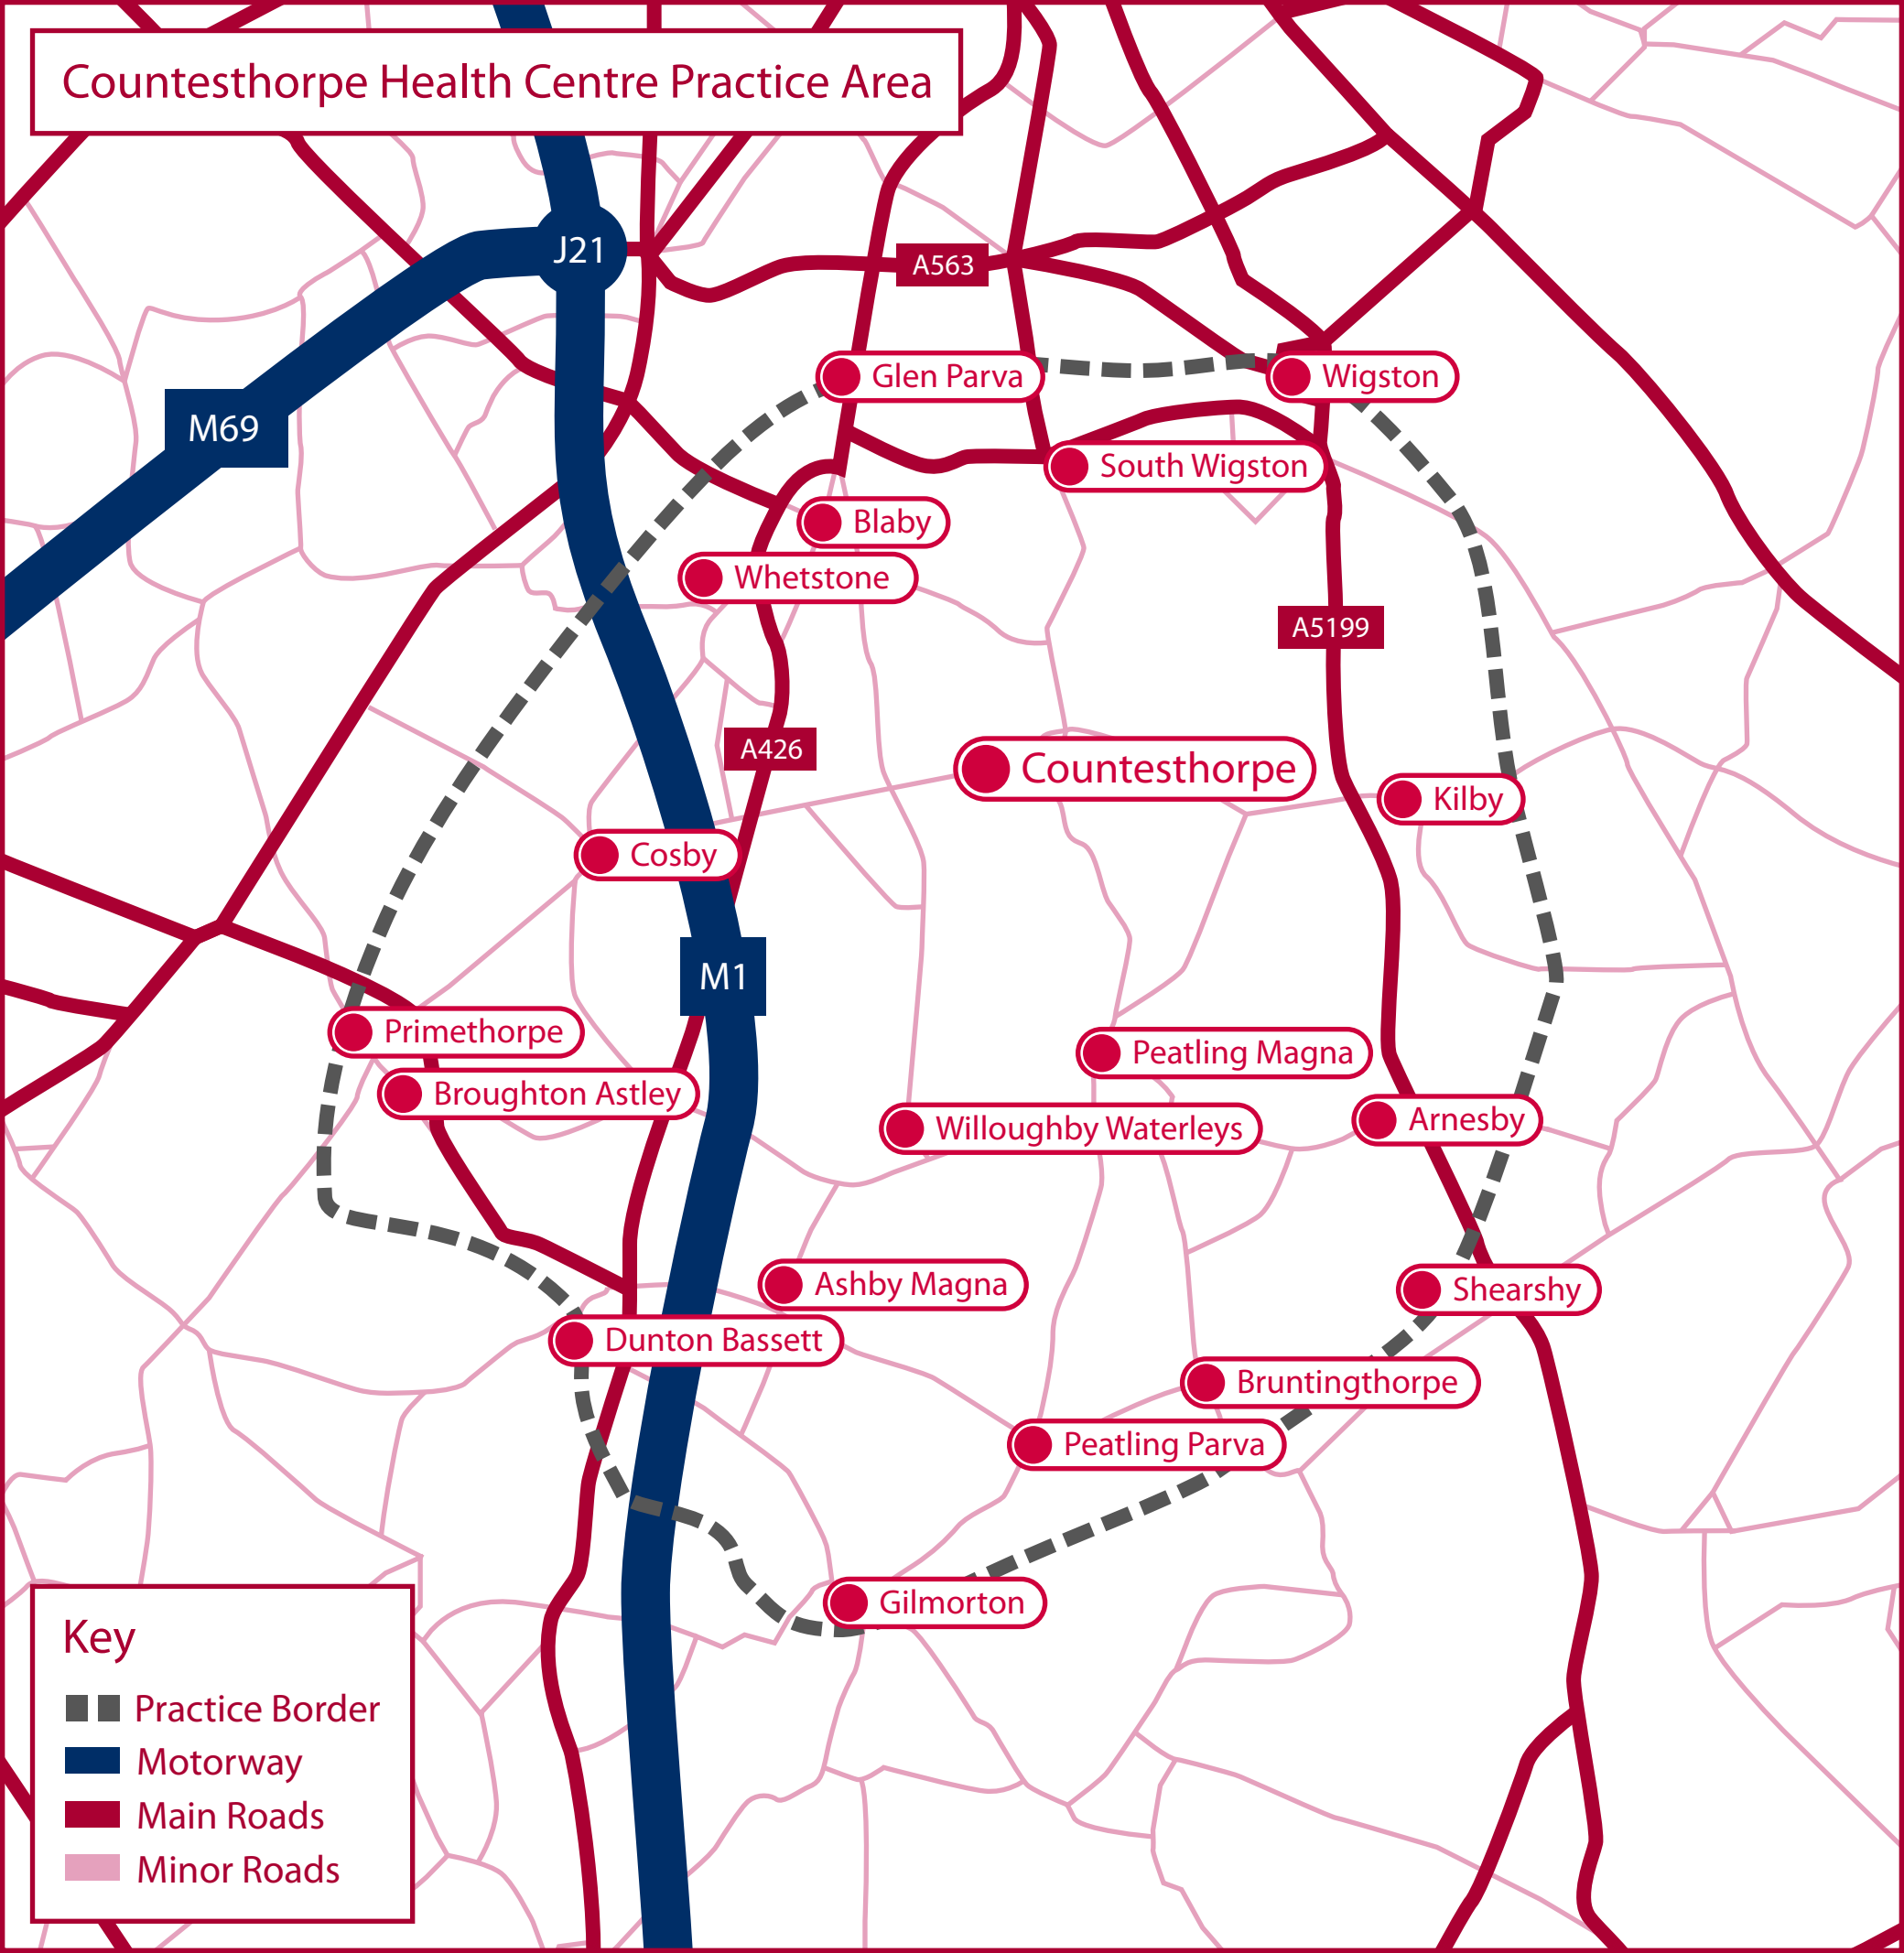 Countesthorpe Health Centre Practice Area
J21
A563
Glen Parva
Wigston
M69
South Wigston
Blaby
Whetstone
A5199
A426
Countesthorpe
Kilby
Cosby
M1
Primethorpe
Peatling Magna
Broughton Astley
Arnesby
Willoughby Waterleys
Ashby Magna
Shearshy
Dunton Bassett
Bruntingthorpe
Peatling Parva
Gilmorton
Key
Practice Border
Motorway
Main Roads
Minor Roads